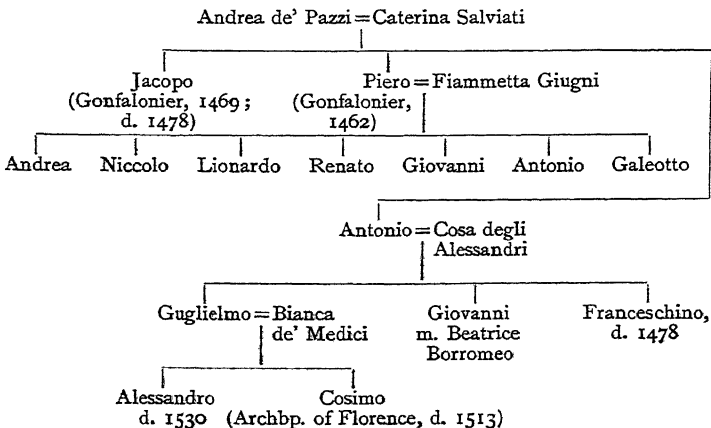 Andrea de' Pazzi=Caterina Salviati
Jacopo
(Gonfalonier, 1469;
d. 1478)
Piero=Fiammetta Giugni
(Gonfalonier,
1462)
Andrea Niccolo Lionardo Renato Giovanni Antonio Galeotto
Antonio=Cosa degli
Alessandri
Guglielmo=Bianca
de' Medici
Giovanni
m. Beatrice
Borromeo
Franceschino,
d. 1478
Alessandro
d. 1530
Cosimo
(Archbp. of Florence, d. 1513)